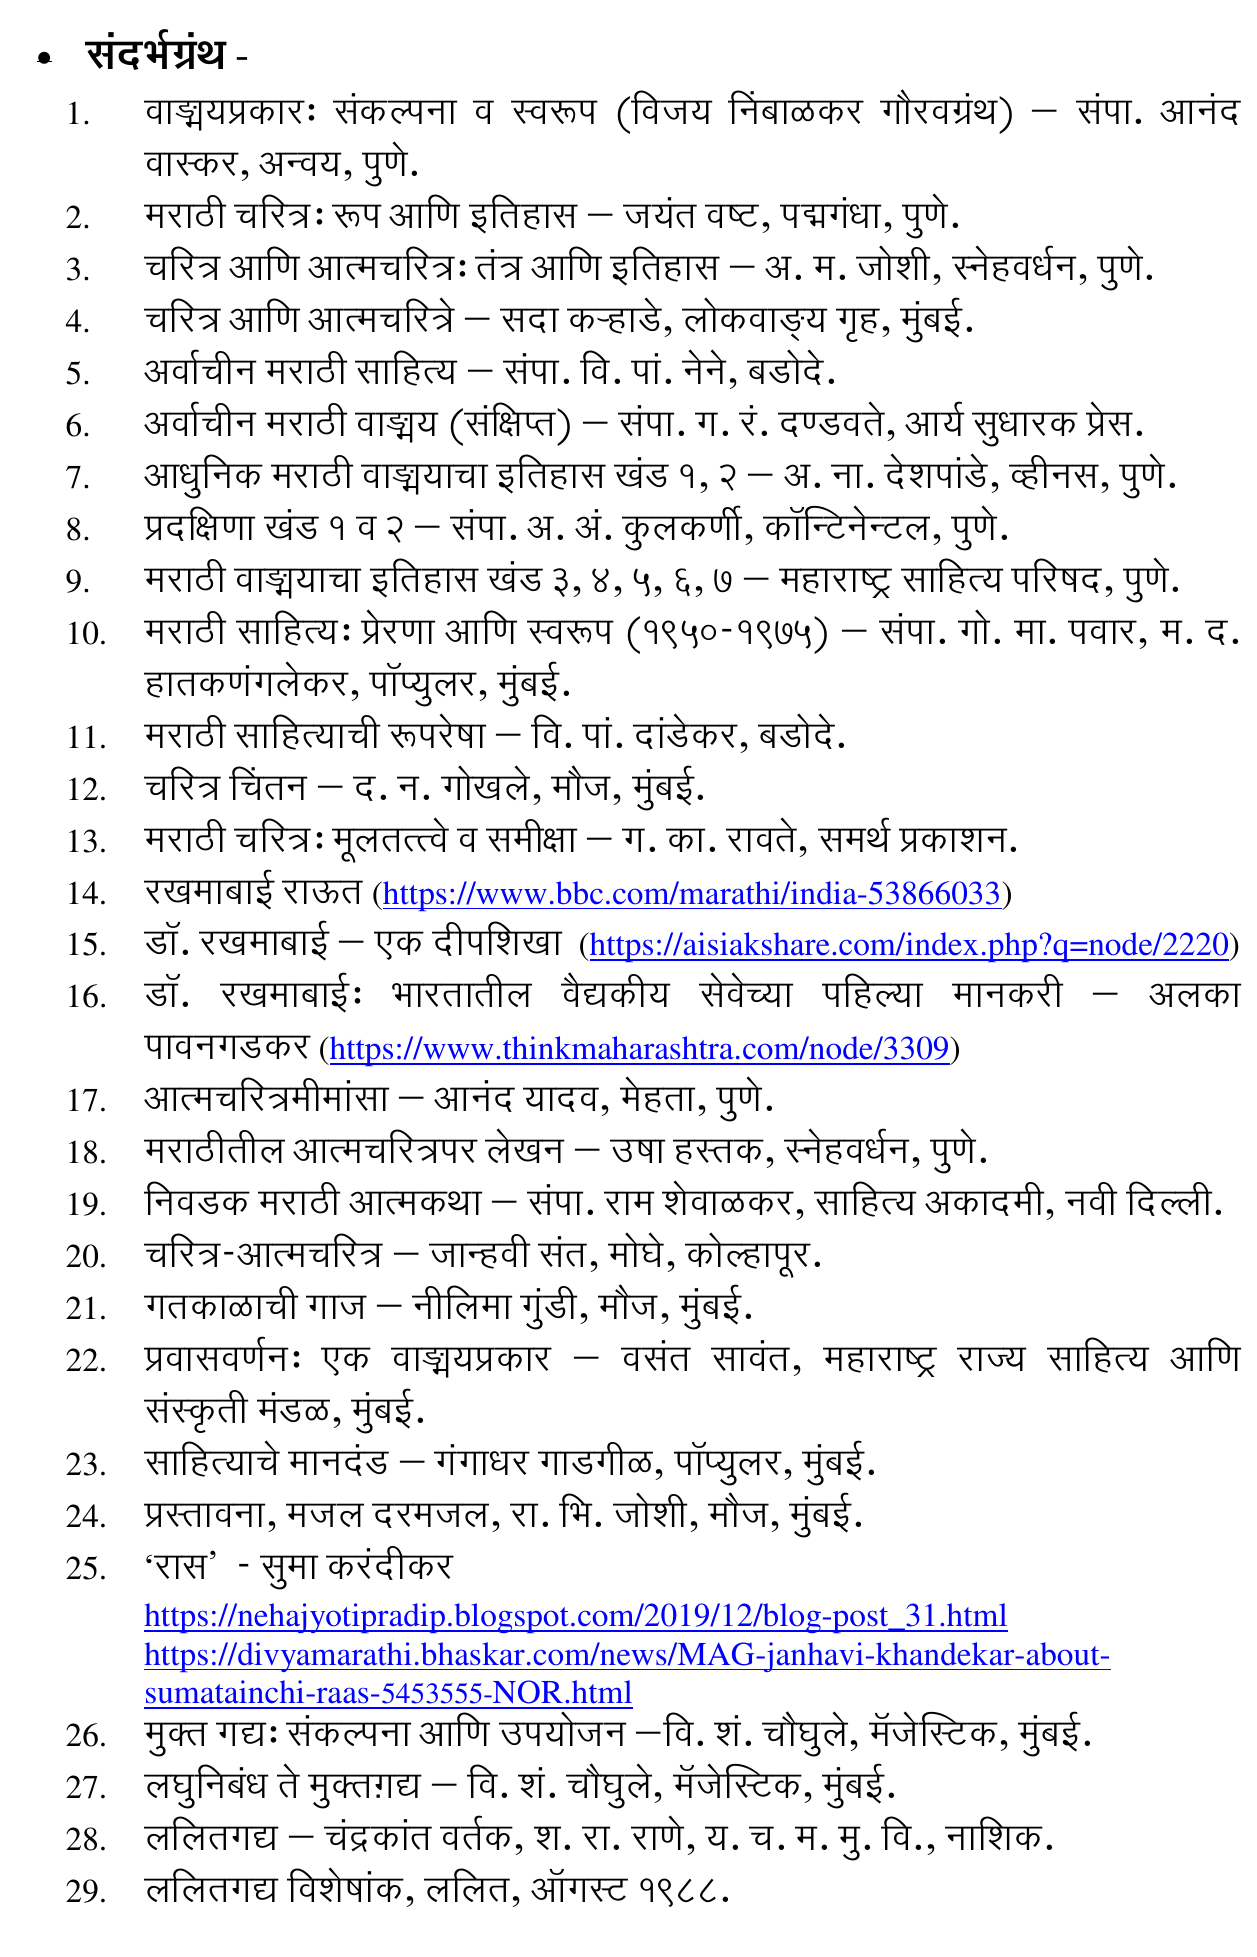 • संदर्भग्रंथ -
1. वाङ्मयप्रकारः संकल्पना व स्वरूप (विजय निंबाळकर गौरवग्रंथ) – संपा. आनंद
वास्कर, अन्वय, पुणे.
2. मराठी चरित्रः रूप आणि इतिहास – जयंत वष्ट, पद्मगंधा, पुणे.
3. चरित्र आणि आत्मचरित्रः तंत्र आणि इतिहास – अ. म. जोशी, स्नेहवर्धन, पुणे.
4. चरित्र आणि आत्मचरित्रे – सदा कऱ्हाडे, लोकवाङ्य गृह, मुंबई.
5. अर्वाचीन मराठी साहित्य – संपा. वि. पां. नेने, बडोदे.
6. अर्वाचीन मराठी वाङ्मय (संक्षिप्त) – संपा. ग. रं. दण्डवते, आर्य सुधारक प्रेस.
7. आधुनिक मराठी वाङ्मयाचा इतिहास खंड १, २ – अ. ना. देशपांडे, व्हीनस, पुणे.
8. प्रदक्षिणा खंड १ व २ – संपा. अ. अं. कुलकर्णी, कॉन्टिनेन्टल, पुणे.
9. मराठी वाङ्मयाचा इतिहास खंड ३, ४, ५, ६, ७ – महाराष्ट्र साहित्य परिषद, पुणे.
10. मराठी साहित्यः प्रेरणा आणि स्वरूप (१९५०-१९७५) – संपा. गो. मा. पवार, म. द.
हातकणंगलेकर, पॉप्युलर, मुंबई.
11. मराठी साहित्याची रूपरेषा – वि. पां. दांडेकर, बडोदे.
12. चरित्र चिंतन – द. न. गोखले, मौज, मुंबई.
13. मराठी चरित्रः मूलतत्त्वे व समीक्षा – ग. का. रावते, समर्थ प्रकाशन.
14. रखमाबाई राऊत (https://www.bbc.com/marathi/india-53866033)
15. डॉ. रखमाबाई – एक दीपशिखा (https://aisiakshare.com/index.php?q=node/2220)
16. डॉ. रखमाबाईः भारतातील वैद्यकीय सेवेच्या पहिल्या मानकरी – अलका
पावनगडकर (https://www.thinkmaharashtra.com/node/3309)
17. आत्मचरित्रमीमांसा – आनंद यादव, मेहता, पुणे.
18. मराठीतील आत्मचरित्रपर लेखन – उषा हस्तक, स्नेहवर्धन, पुणे.
19. निवडक मराठी आत्मकथा – संपा. राम शेवाळकर, साहित्य अकादमी, नवी दिल्ली.
20. चरित्र-आत्मचरित्र – जान्हवी संत, मोघे, कोल्हापूर.
21. गतकाळाची गाज – नीलिमा गुंडी, मौज, मुंबई.
22. प्रवासवर्णनः एक वाङ्मयप्रकार – वसंत सावंत, महाराष्ट्र राज्य साहित्य आणि
संस्कृती मंडळ, मुंबई.
23. साहित्याचे मानदंड – गंगाधर गाडगीळ, पॉप्युलर, मुंबई.
24. प्रस्तावना, मजल दरमजल, रा. भि. जोशी, मौज, मुंबई.
25. ‘रास’ - सुमा करंदीकर
https://nehajyotipradip.blogspot.com/2019/12/blog-post_31.html
https://divyamarathi.bhaskar.com/news/MAG-janhavi-khandekar-about-
sumatainchi-raas-5453555-NOR.html
26. मुक्त गद्यः संकल्पना आणि उपयोजन –वि. शं. चौघुले, मॅजेस्टिक, मुंबई.
27. लघुनिबंध ते मुक्तग़द्य – वि. शं. चौघुले, मॅजेस्टिक, मुंबई.
28. ललितगद्य – चंद्रकांत वर्तक, श. रा. राणे, य. च. म. मु. वि., नाशिक.
29. ललितगद्य विशेषांक, ललित, ऑगस्ट १९८८.